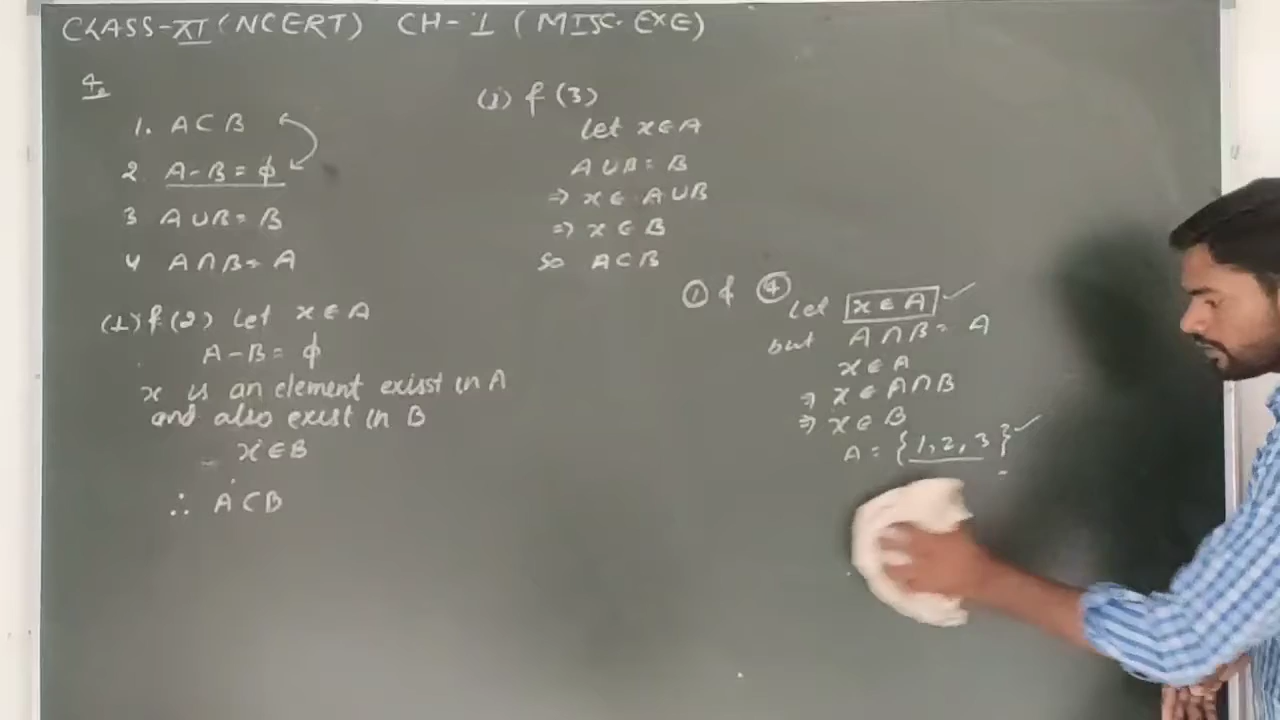 CLASS-XI (NCERT) CH-1 (MISC. EXE)
4.
1. A⊂B
2. A-B=ϕ
3 A∪B=B
4 A∩B=A
(1) f (2) Let x∈A
A-B=ϕ
x is an element exisst in A
and also exist in B
x∈B
∴ A⊂B
(1) f (3)
Let x∈A
A∪B=B
⇒ x∈A∪B
⇒ x∈B
So A⊂B
① f ④ Let x∈A ✓
but A∩B=A
x∈A
⇒ x∈A∩B
⇒ x∈B
A={1,2,3} ✓